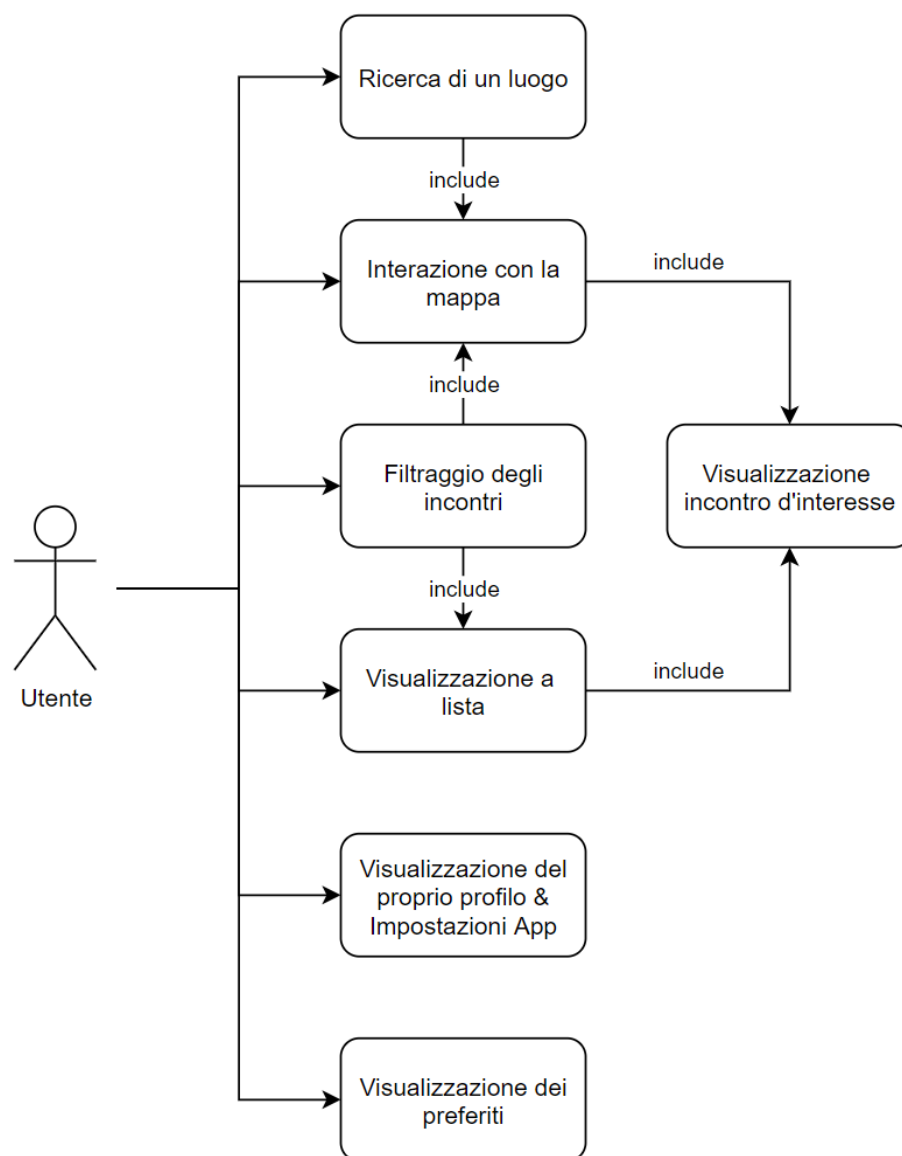 Ricerca di un luogo
include
Interazione con la
mappa
include
include
Filtraggio degli
incontri
Visualizzazione
incontro d'interesse
include
Visualizzazione a
lista
include
Utente
Visualizzazione del
proprio profilo &
Impostazioni App
Visualizzazione dei
preferiti